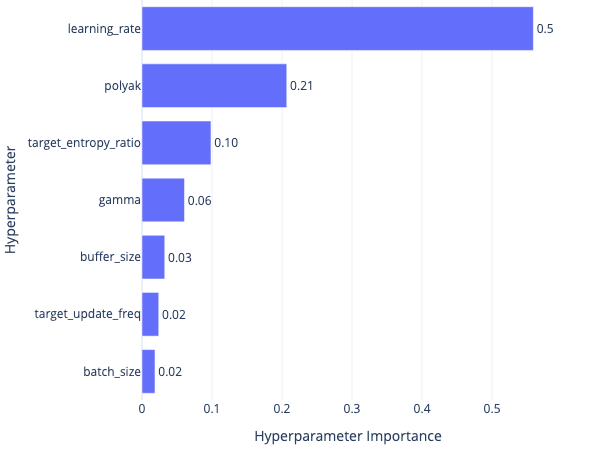 learning_rate 0.5
polyak 0.21
target_entropy_ratio 0.10
gamma 0.06
buffer_size 0.03
target_update_freq 0.02
batch_size 0.02
0 0.1 0.2 0.3 0.4 0.5
Hyperparameter Importance
Hyperparameter